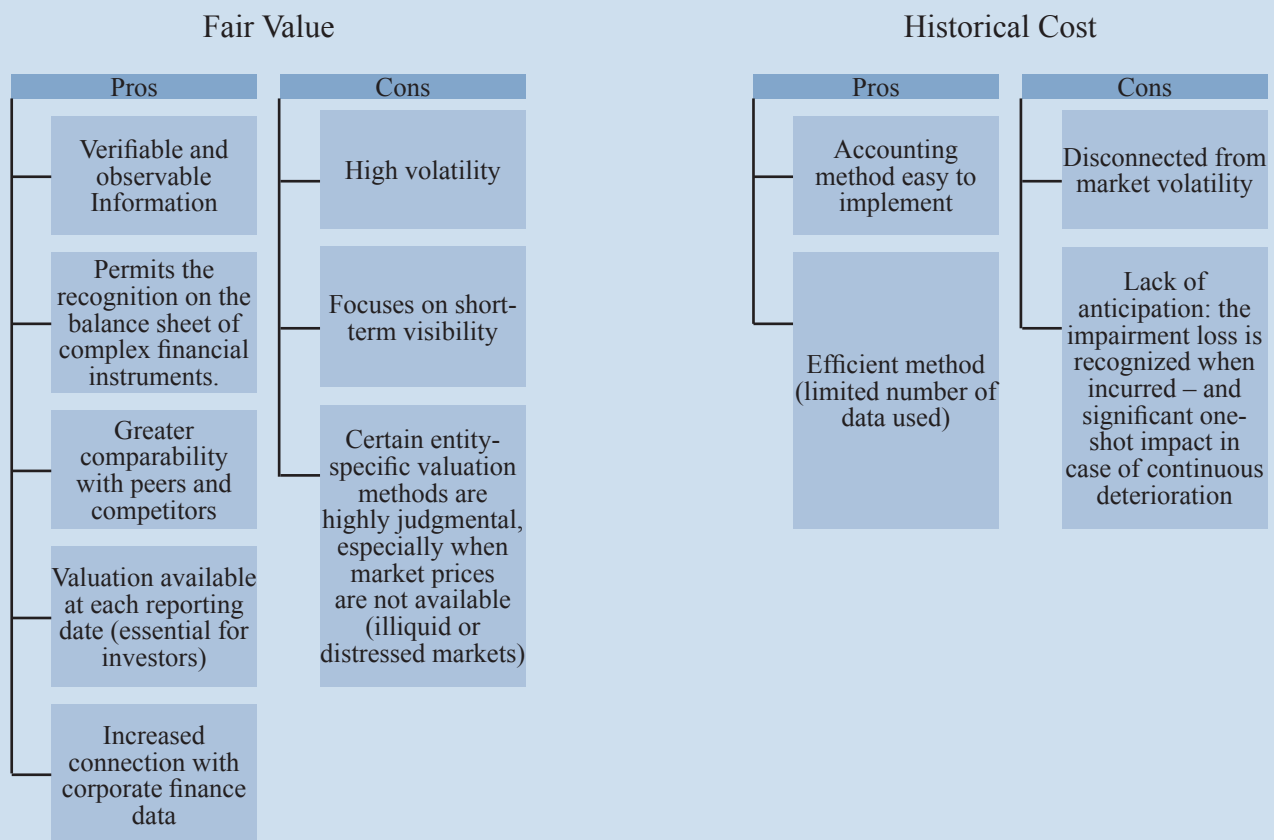 Fair Value
Pros
Verifiable and
observable
Information
Permits the
recognition on the
balance sheet of
complex financial
instruments.
Greater
comparability
with peers and
competitors
Valuation available
at each reporting
date (essential for
investors)
Increased
connection with
corporate finance
data
Cons
High volatility
Focuses on short-
term visibility
Certain entity-
specific valuation
methods are
highly judgmental,
especially when
market prices
are not available
(illiquid or
distressed markets)
Historical Cost
Pros
Accounting
method easy to
implement
Efficient method
(limited number of
data used)
Cons
Disconnected from
market volatility
Lack of
anticipation: the
impairment loss is
recognized when
incurred – and
significant one-
shot impact in
case of continuous
deterioration